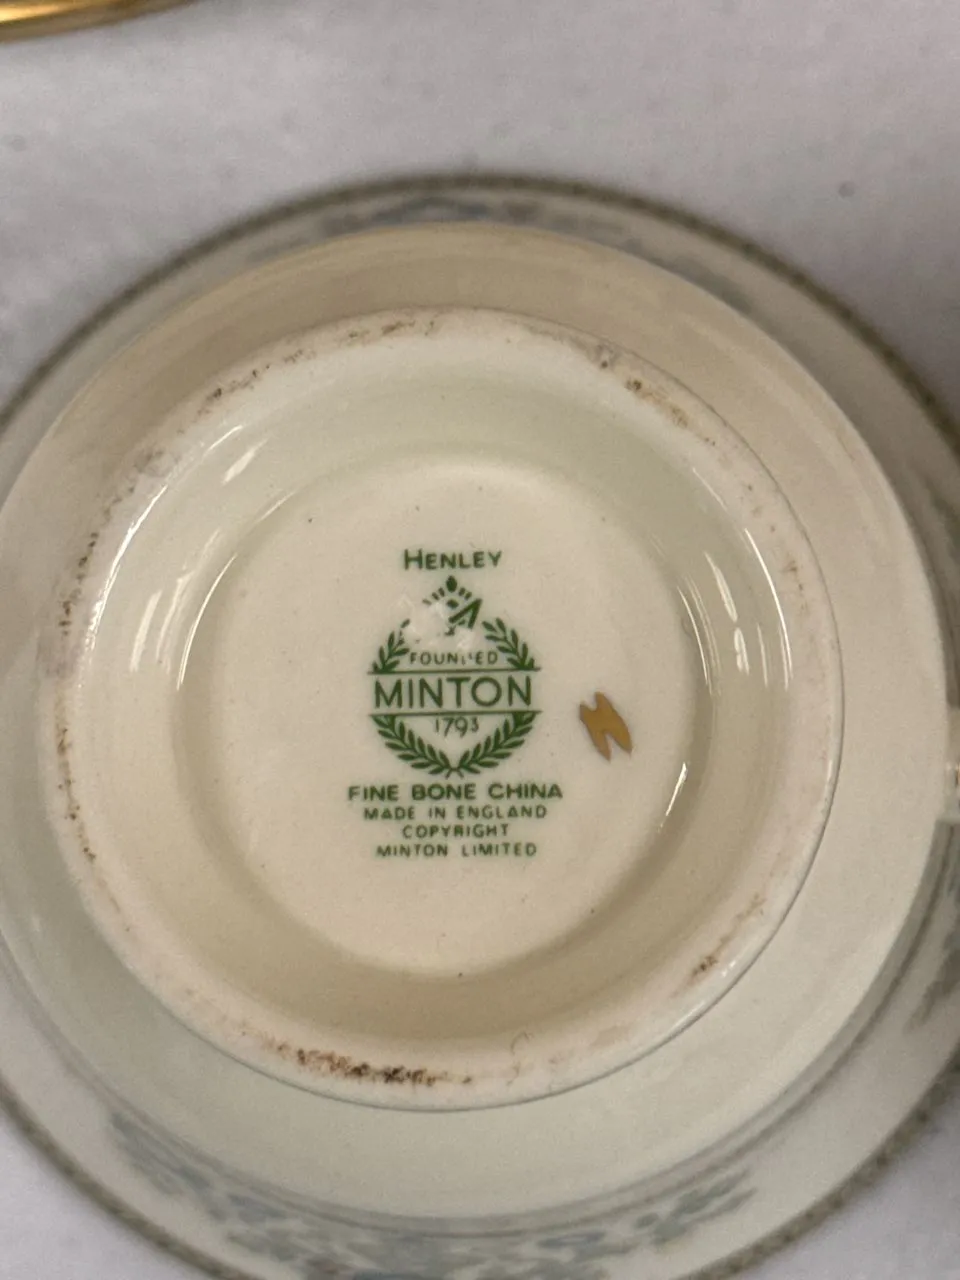 HENLEY
FOUNDED
MINTON
1793
FINE BONE CHINA
MADE IN ENGLAND
COPYRIGHT
MINTON LIMITED